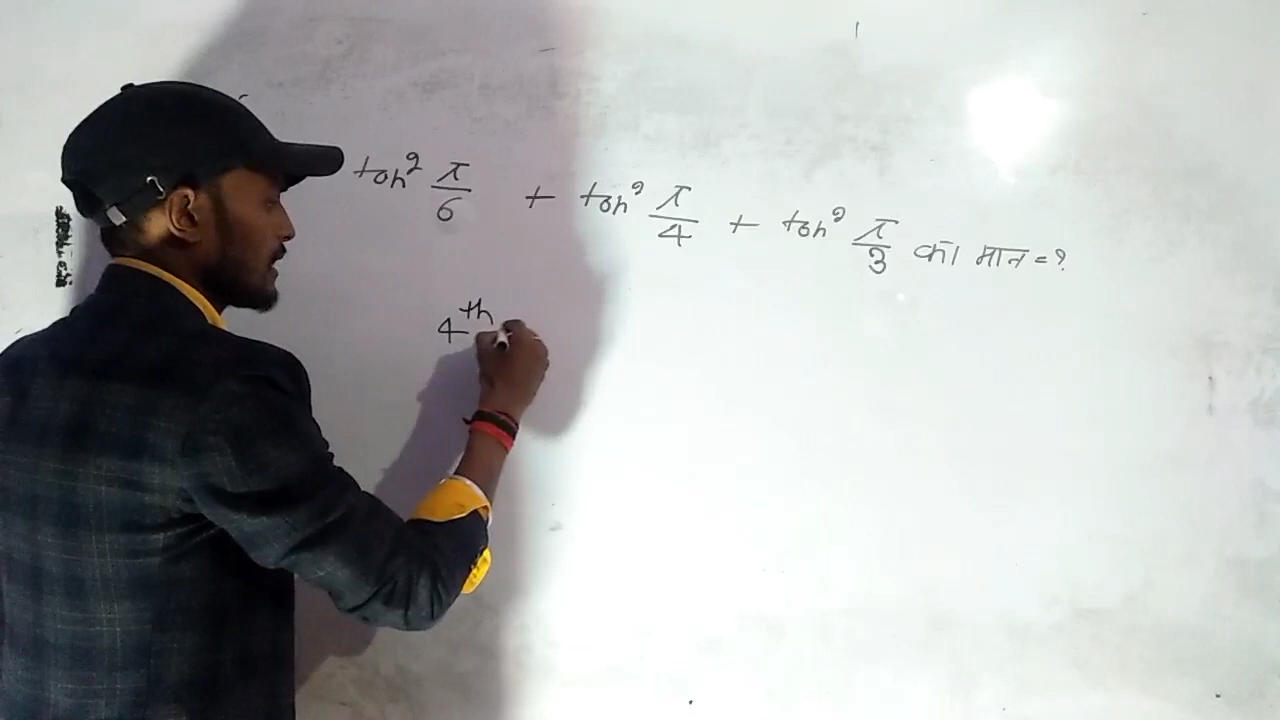 tan² π/6 + tan² π/4 + tan² π/3 का मान = ?
4th